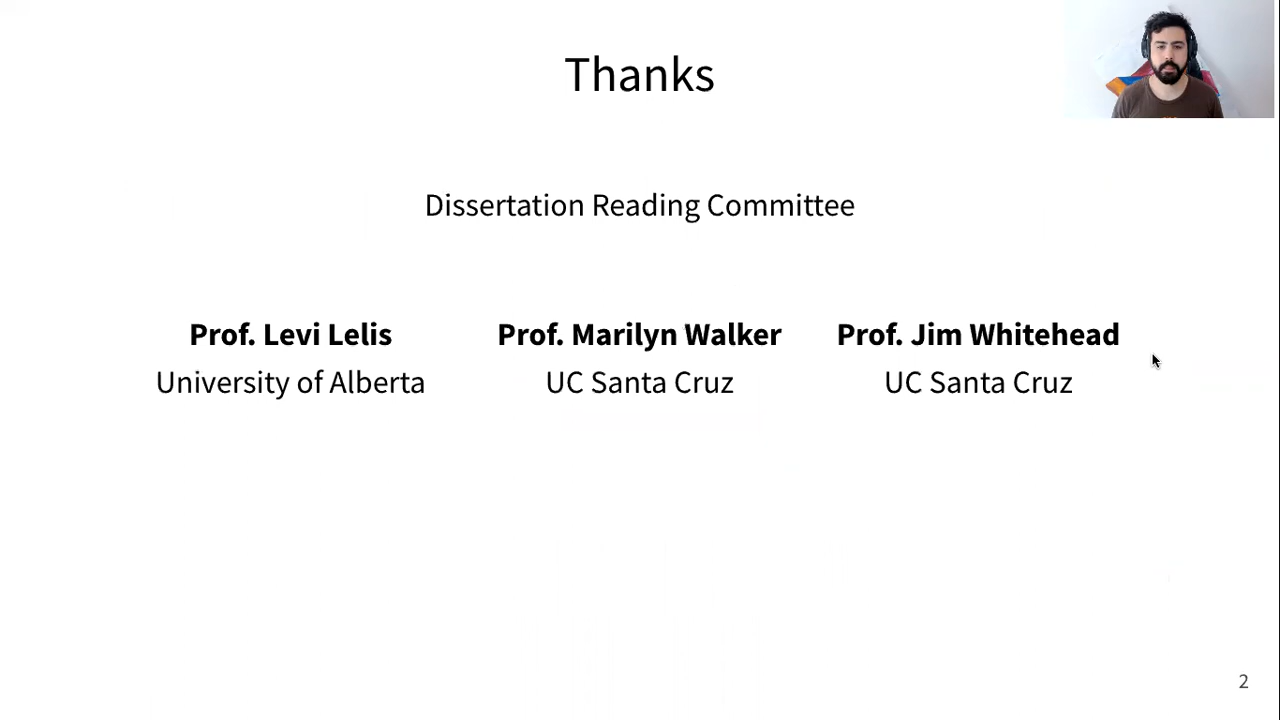 Thanks
Dissertation Reading Committee
Prof. Levi Lelis
University of Alberta
Prof. Marilyn Walker
UC Santa Cruz
Prof. Jim Whitehead
UC Santa Cruz
2